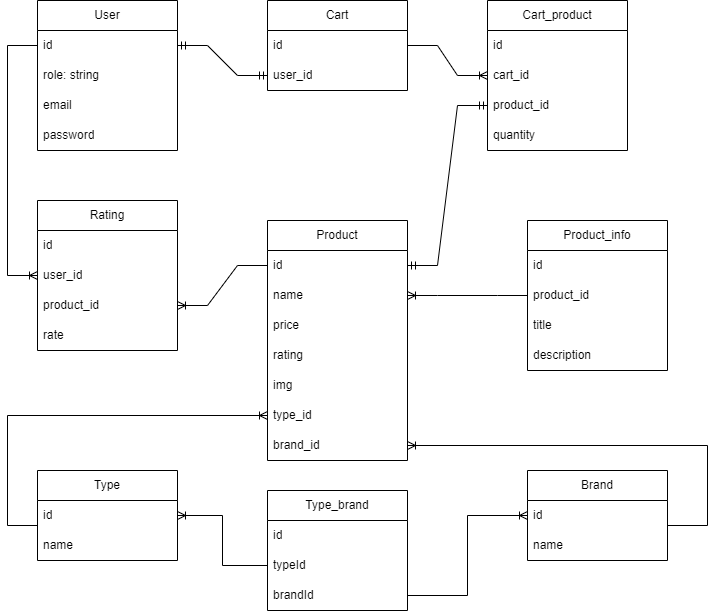 User
id
role: string
email
password
Cart
id
user_id
Cart_product
id
cart_id
product_id
quantity
Rating
id
user_id
product_id
rate
Product
id
name
price
rating
img
type_id
brand_id
Product_info
id
product_id
title
description
Type
id
name
Type_brand
id
typeId
brandId
Brand
id
name